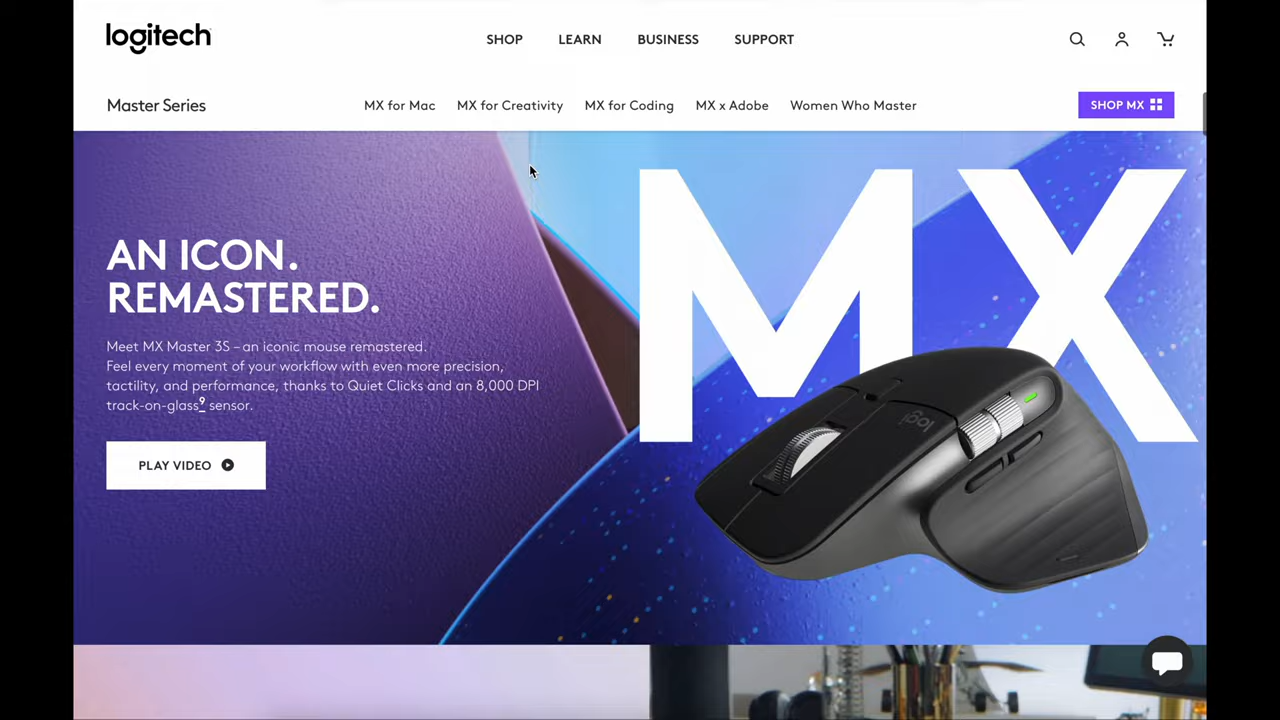 logitech
SHOP LEARN BUSINESS SUPPORT
Master Series MX for Mac MX for Creativity MX for Coding MX x Adobe Women Who Master SHOP MX
AN ICON.
REMASTERED.
Meet MX Master 3S – an iconic mouse remastered.
Feel every moment of your workflow with even more precision,
tactility, and performance, thanks to Quiet Clicks and an 8,000 DPI
track-on-glass9 sensor.
PLAY VIDEO
MX
logi